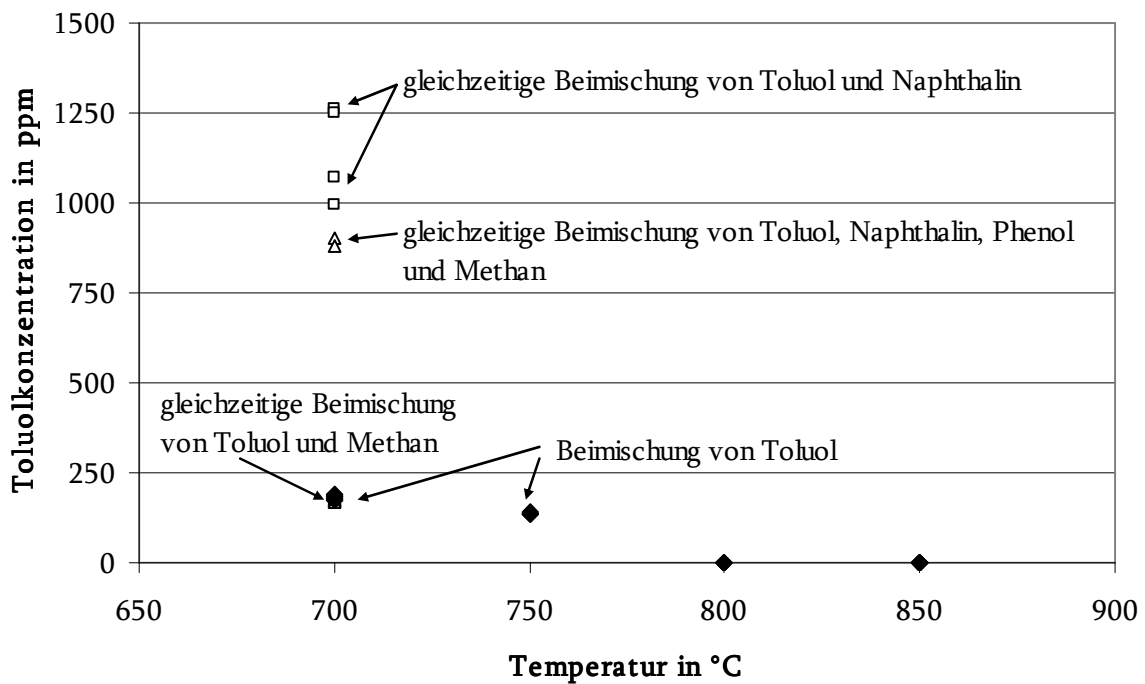 1500
gleichzeitige Beimischung von Toluol und Naphthalin
1250
1000
gleichzeitige Beimischung von Toluol, Naphthalin, Phenol
und Methan
750
500
gleichzeitige Beimischung
von Toluol und Methan
Beimischung von Toluol
250
0
Toluolkonzentration in ppm
650 700 750 800 850 900
Temperatur in °C